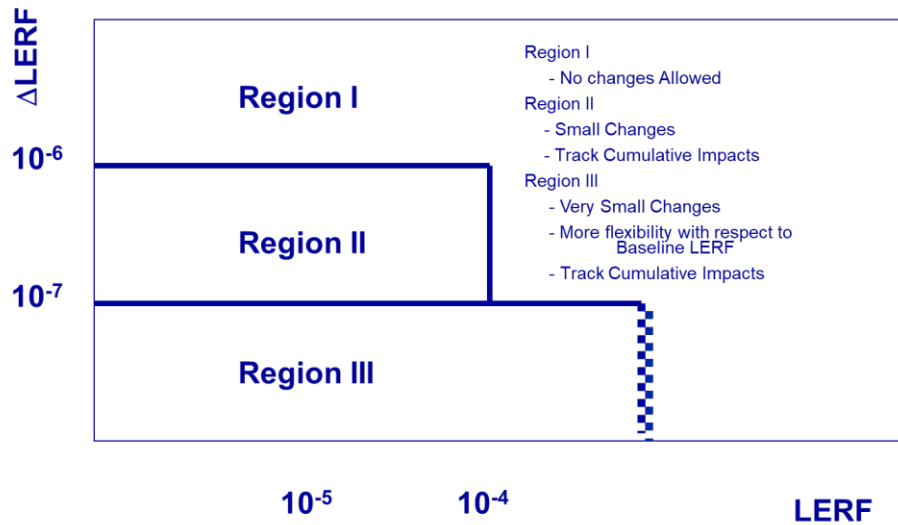 ΔLERF
Region I
10⁻⁶
Region II
10⁻⁷
Region III
Region I
- No changes Allowed
Region II
- Small Changes
- Track Cumulative Impacts
Region III
- Very Small Changes
- More flexibility with respect to
Baseline LERF
- Track Cumulative Impacts
10⁻⁵
10⁻⁴
LERF